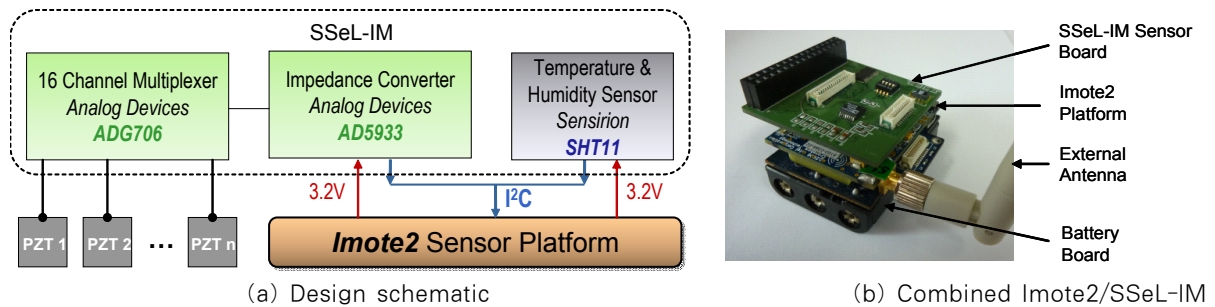 SSeL-IM
16 Channel Multiplexer
Analog Devices
ADG706
Impedance Converter
Analog Devices
AD5933
Temperature &
Humidity Sensor
Sensirion
SHT11
3.2V
I²C
3.2V
PZT 1
PZT 2
...
PZT n
Imote2 Sensor Platform
(a) Design schematic
SSeL-IM Sensor
Board
Imote2
Platform
External
Antenna
Battery
Board
(b) Combined Imote2/SSeL-IM